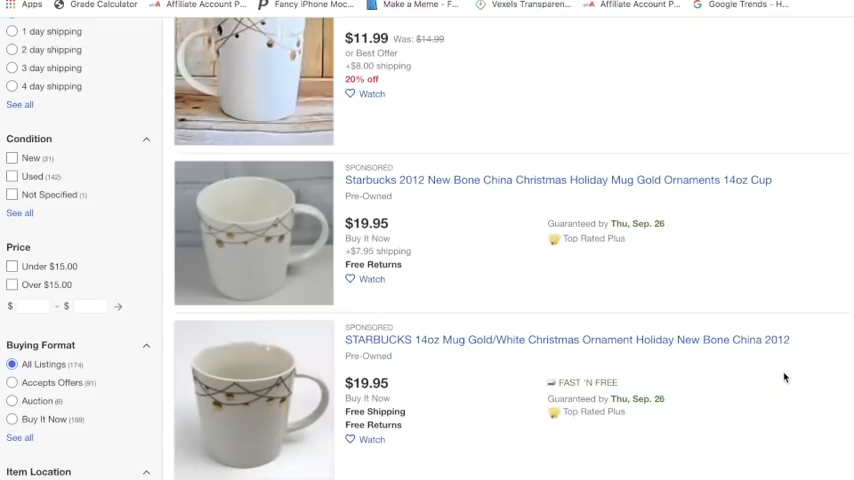 Apps Grade Calculator Affiliate Account P... Fancy iPhone Moc... Make a Meme - F... Vexels Transparen... Affiliate Account P... Google Trends - H...
1 day shipping
2 day shipping
3 day shipping
4 day shipping
See all
Condition
New (31)
Used (142)
Not Specified (1)
See all
Price
Under $15.00
Over $15.00
$ - $
Buying Format
All Listings (174)
Accepts Offers (91)
Auction (6)
Buy It Now (169)
See all
Item Location
$11.99 Was: $14.99
or Best Offer
+$8.00 shipping
20% off
Watch
SPONSORED
Starbucks 2012 New Bone China Christmas Holiday Mug Gold Ornaments 14oz Cup
Pre-Owned
$19.95
Buy It Now
+$7.95 shipping
Free Returns
Watch
Guaranteed by Thu, Sep. 26
Top Rated Plus
SPONSORED
STARBUCKS 14oz Mug Gold/White Christmas Ornament Holiday New Bone China 2012
Pre-Owned
$19.95
Buy It Now
Free Shipping
Free Returns
Watch
FAST 'N FREE
Guaranteed by Thu, Sep. 26
Top Rated Plus